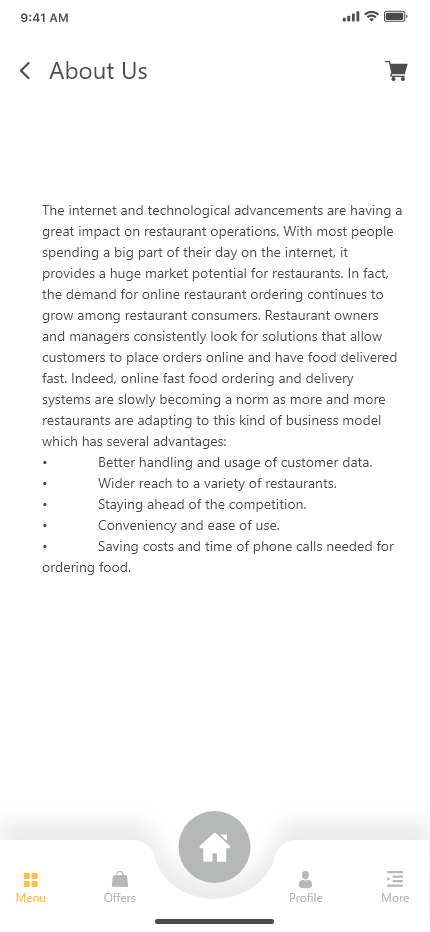 9:41 AM
About Us
The internet and technological advancements are having a
great impact on restaurant operations. With most people
spending a big part of their day on the internet, it
provides a huge market potential for restaurants. In fact,
the demand for online restaurant ordering continues to
grow among restaurant consumers. Restaurant owners
and managers consistently look for solutions that allow
customers to place orders online and have food delivered
fast. Indeed, online fast food ordering and delivery
systems are slowly becoming a norm as more and more
restaurants are adapting to this kind of business model
which has several advantages:
• Better handling and usage of customer data.
• Wider reach to a variety of restaurants.
• Staying ahead of the competition.
• Conveniency and ease of use.
• Saving costs and time of phone calls needed for
ordering food.
Menu Offers Profile More